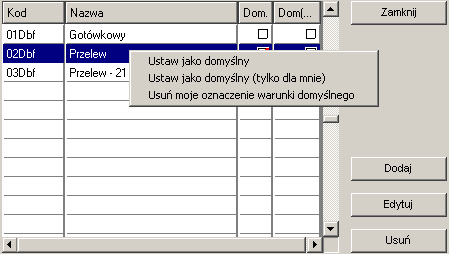 Kod Nazwa Dom. Dom(...
01Dbf Gotówkowy
02Dbf Przelew
03Dbf Przelew - 21
Ustaw jako domyślny
Ustaw jako domyślny (tylko dla mnie)
Usuń moje oznaczenie warunki domyślnego
Zamknij
Dodaj
Edytuj
Usuń